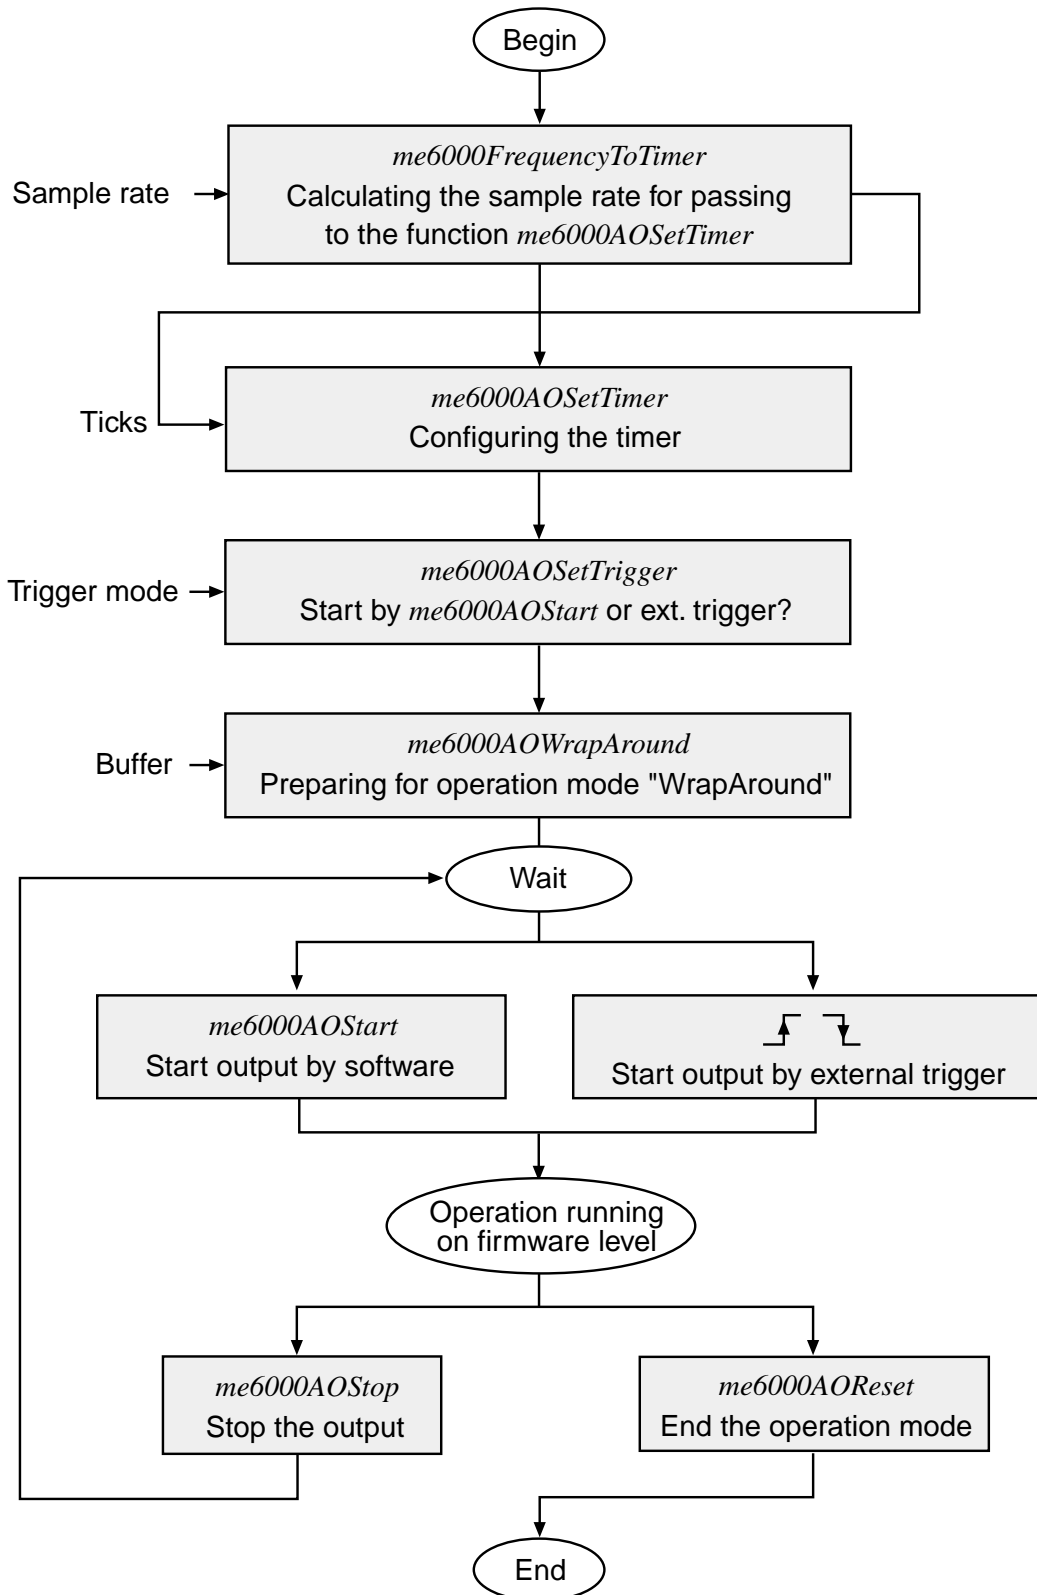 Begin
me6000FrequencyToTimer
Sample rate
Calculating the sample rate for passing
to the function me6000AOSetTimer
me6000AOSetTimer
Ticks
Configuring the timer
me6000AOSetTrigger
Trigger mode
Start by me6000AOStart or ext. trigger?
me6000AOWrapAround
Buffer
Preparing for operation mode "WrapAround"
Wait
me6000AOStart
Start output by software
Start output by external trigger
Operation running
on firmware level
me6000AOStop
Stop the output
me6000AOReset
End the operation mode
End